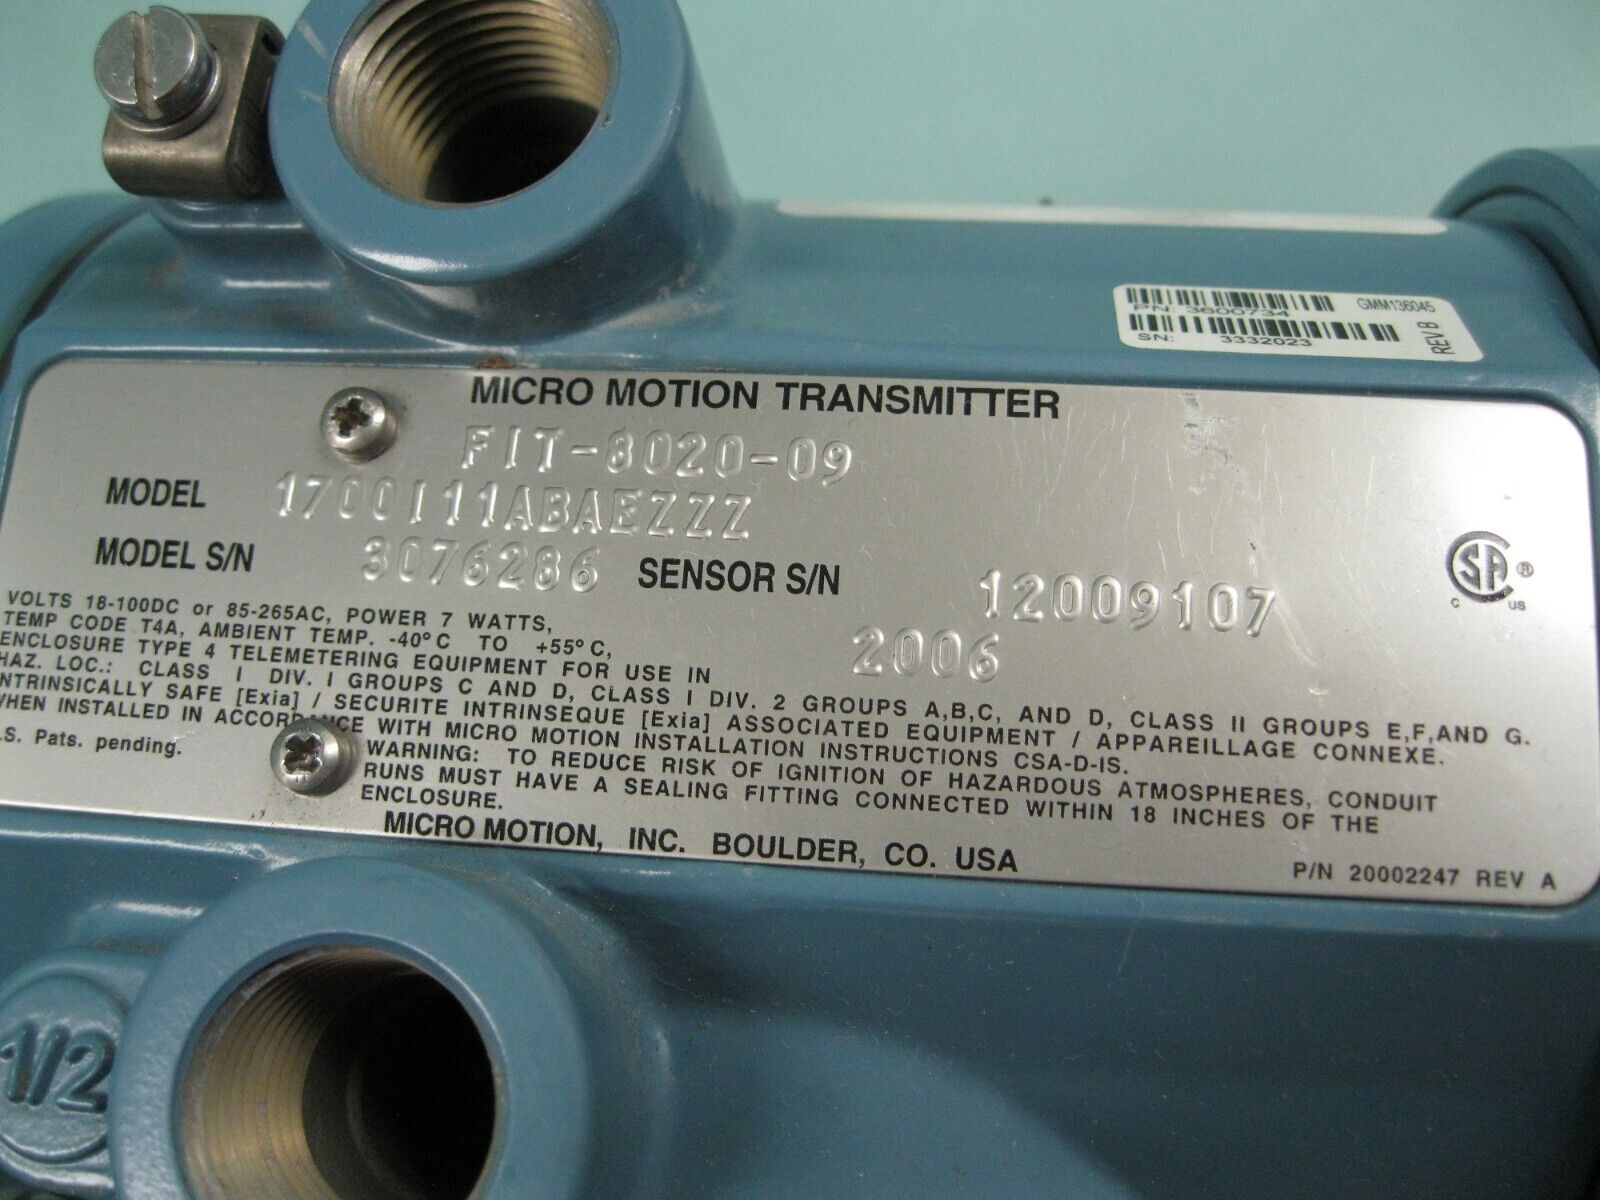 GMM136045
PN: 3600734
REV B
SN: 3332023
MICRO MOTION TRANSMITTER
FIT-8020-09
MODEL 1700I11ABAEZZZ
MODEL S/N 3076286 SENSOR S/N 12009107
2006
VOLTS 18-100DC or 85-265AC, POWER 7 WATTS,
TEMP CODE T4A, AMBIENT TEMP. -40°C TO +55°C,
ENCLOSURE TYPE 4 TELEMETERING EQUIPMENT FOR USE IN
HAZ. LOC.: CLASS I DIV. I GROUPS C AND D, CLASS I DIV. 2 GROUPS A,B,C, AND D, CLASS II GROUPS E,F,AND G.
INTRINSICALLY SAFE [Exia] / SECURITE INTRINSEQUE [Exia] ASSOCIATED EQUIPMENT / APPAREILLAGE CONNEXE.
WHEN INSTALLED IN ACCORDANCE WITH MICRO MOTION INSTALLATION INSTRUCTIONS CSA-D-IS.
.S. Pats. pending.
WARNING: TO REDUCE RISK OF IGNITION OF HAZARDOUS ATMOSPHERES, CONDUIT
RUNS MUST HAVE A SEALING FITTING CONNECTED WITHIN 18 INCHES OF THE
ENCLOSURE.
MICRO MOTION, INC. BOULDER, CO. USA
P/N 20002247 REV A
SA ®
C US
1/2